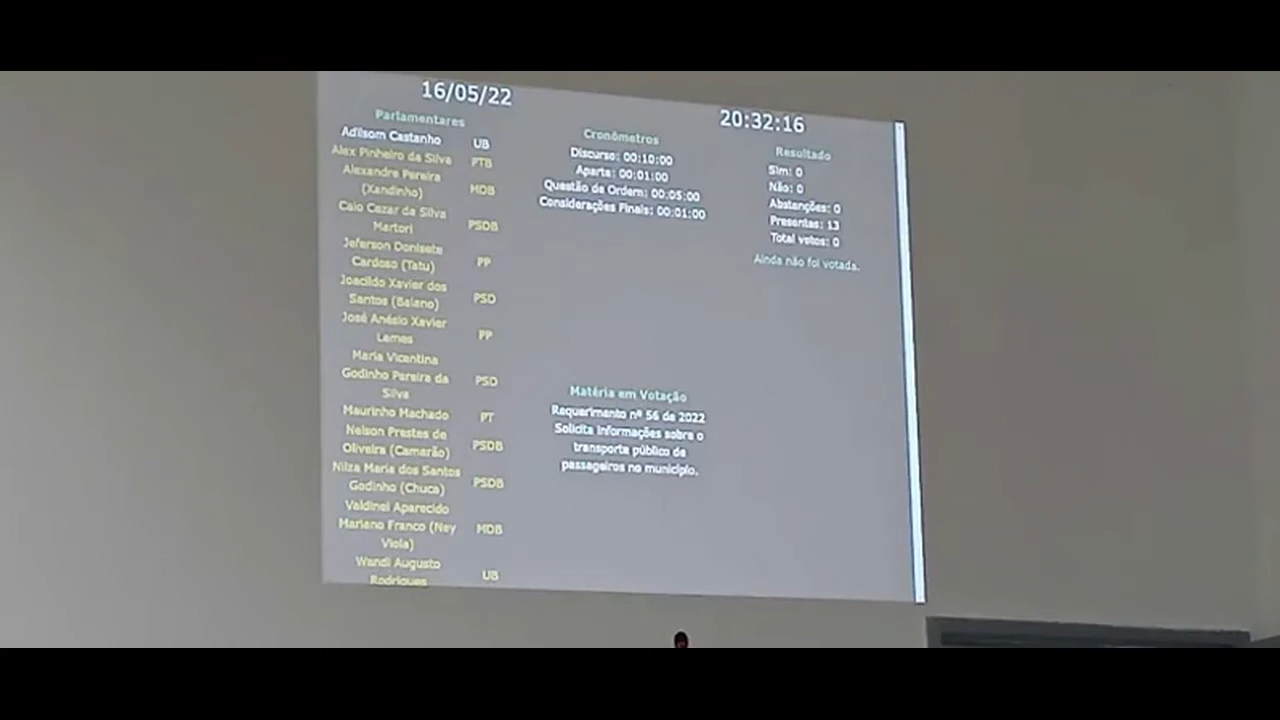 16/05/22
20:32:16
Parlamentares
Adilsom Castanho UB
Alex Pinheiro da Silva PTB
Alexandre Pereira
(Xandinho) MDB
Caio Cezar da Silva
Martori PSDB
Jeferson Donisete
Cardoso (Tatu) PP
Joacildo Xavier dos
Santos (Baiano) PSD
José Anésio Xavier
Lemes PP
Maria Vicentina
Godinho Pereira da
Silva PSD
Maurinho Machado PT
Nelson Prestes de
Oliveira (Camarão) PSDB
Nilza Maria dos Santos
Godinho (Chuca) PSDB
Valdinei Aparecido
Mariano Franco (Ney
Viola) MDB
Wandi Augusto
Rodrigues UB
Cronômetros
Discurso: 00:10:00
Aparte: 00:01:00
Questão de Ordem: 00:05:00
Considerações Finais: 00:01:00
Matéria em Votação
Requerimento nº 56 de 2022
Solicita informações sobre o
transporte público de
passageiros no município.
Resultado
Sim: 0
Não: 0
Abstenções: 0
Presentes: 13
Total votos: 0
Ainda não foi votada.